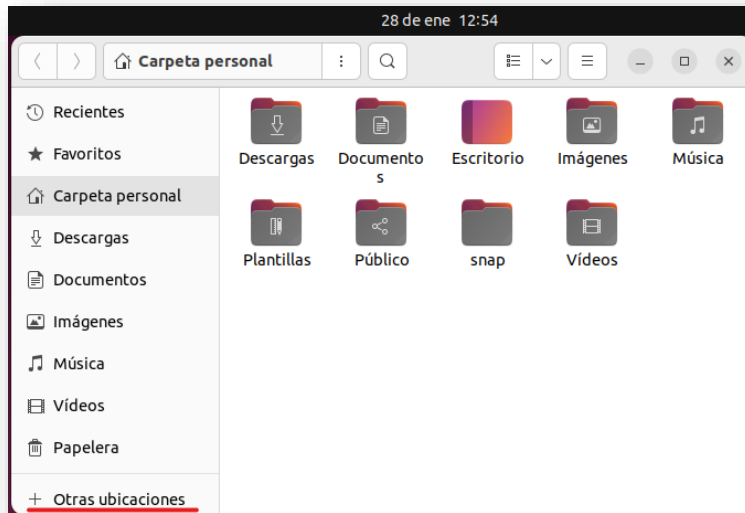 28 de ene 12:54
Carpeta personal
Recientes
Favoritos
Carpeta personal
Descargas
Documentos
Imágenes
Música
Vídeos
Papelera
Otras ubicaciones
Descargas
Documento
s
Escritorio
Imágenes
Música
Plantillas
Público
snap
Vídeos